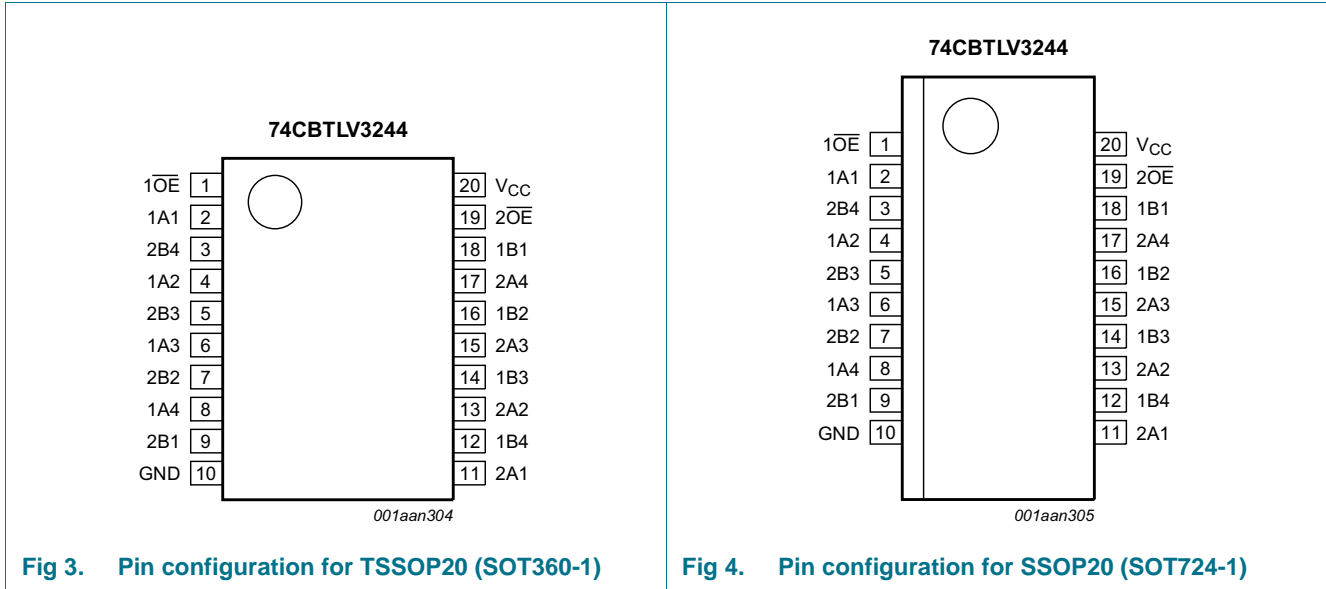 74CBTLV3244
1O̅E̅ 1
1A1 2
2B4 3
1A2 4
2B3 5
1A3 6
2B2 7
1A4 8
2B1 9
GND 10
20 VCC
19 2O̅E̅
18 1B1
17 2A4
16 1B2
15 2A3
14 1B3
13 2A2
12 1B4
11 2A1
001aan304
Fig 3. Pin configuration for TSSOP20 (SOT360-1)
74CBTLV3244
1O̅E̅ 1
1A1 2
2B4 3
1A2 4
2B3 5
1A3 6
2B2 7
1A4 8
2B1 9
GND 10
20 VCC
19 2O̅E̅
18 1B1
17 2A4
16 1B2
15 2A3
14 1B3
13 2A2
12 1B4
11 2A1
001aan305
Fig 4. Pin configuration for SSOP20 (SOT724-1)